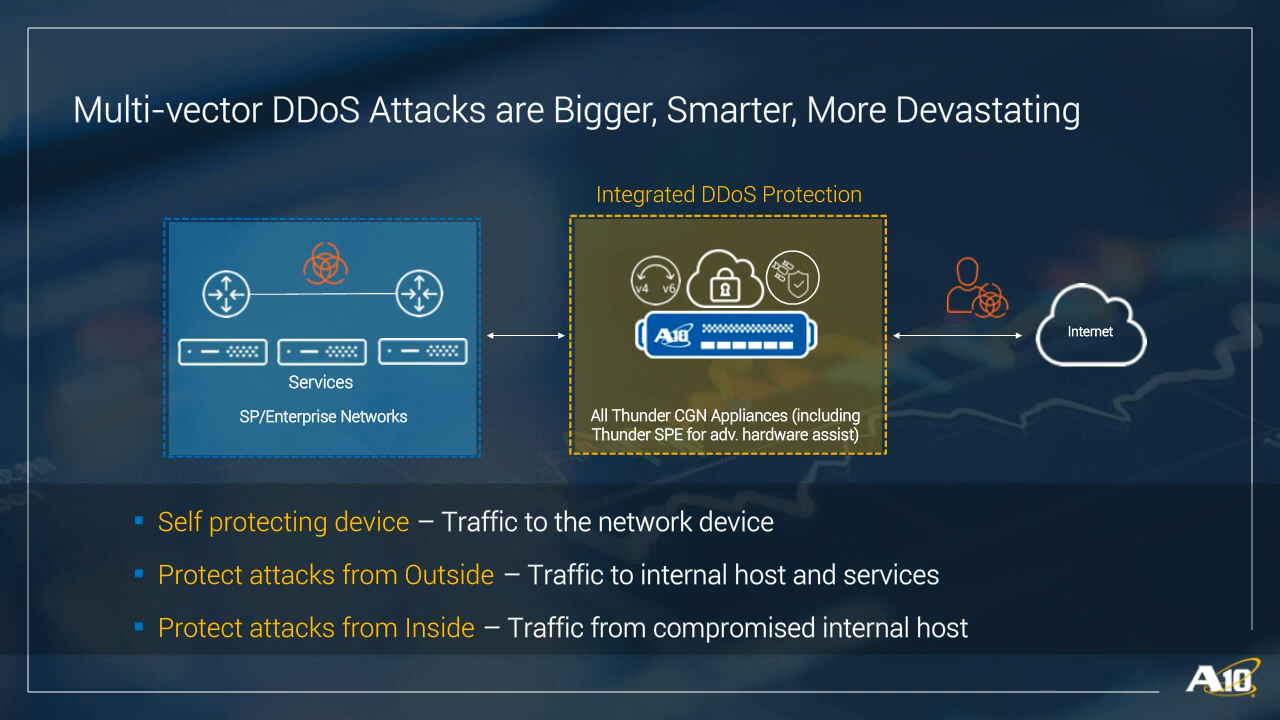 Multi-vector DDoS Attacks are Bigger, Smarter, More Devastating
Integrated DDoS Protection
v4 v6
A10
Internet
Services
SP/Enterprise Networks
All Thunder CGN Appliances (including
Thunder SPE for adv. hardware assist)
▪ Self protecting device – Traffic to the network device
▪ Protect attacks from Outside – Traffic to internal host and services
▪ Protect attacks from Inside – Traffic from compromised internal host
A10